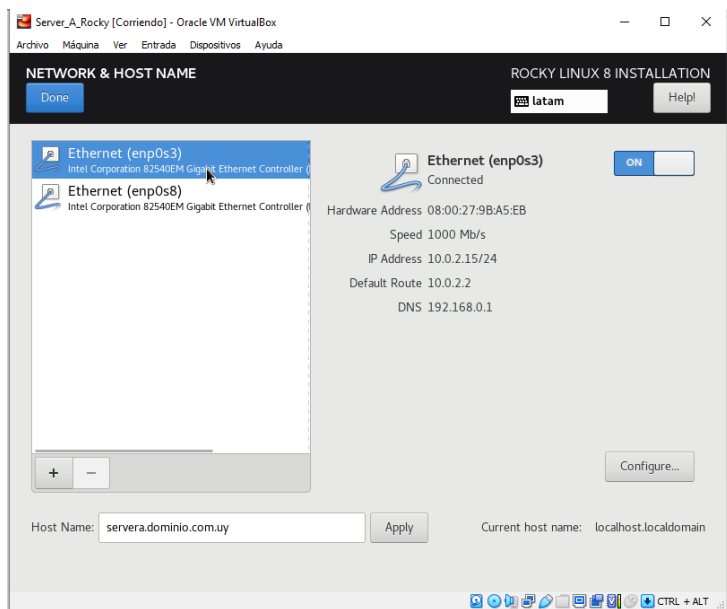 Server_A_Rocky [Corriendo] - Oracle VM VirtualBox
Archivo Máquina Ver Entrada Dispositivos Ayuda
NETWORK & HOST NAME
ROCKY LINUX 8 INSTALLATION
Done
latam
Help!
Ethernet (enp0s3)
Intel Corporation 82540EM Gigabit Ethernet Controller (
Ethernet (enp0s8)
Intel Corporation 82540EM Gigabit Ethernet Controller (
+ −
Ethernet (enp0s3)
Connected
ON
Hardware Address 08:00:27:9B:A5:EB
Speed 1000 Mb/s
IP Address 10.0.2.15/24
Default Route 10.0.2.2
DNS 192.168.0.1
Configure...
Host Name: servera.dominio.com.uy Apply Current host name: localhost.localdomain
CTRL + ALT